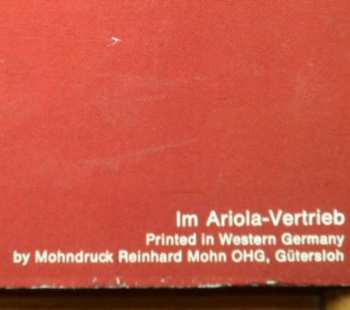 Im Ariola-Vertrieb
Printed in Western Germany
by Mohndruck Reinhard Mohn OHG, Gütersloh